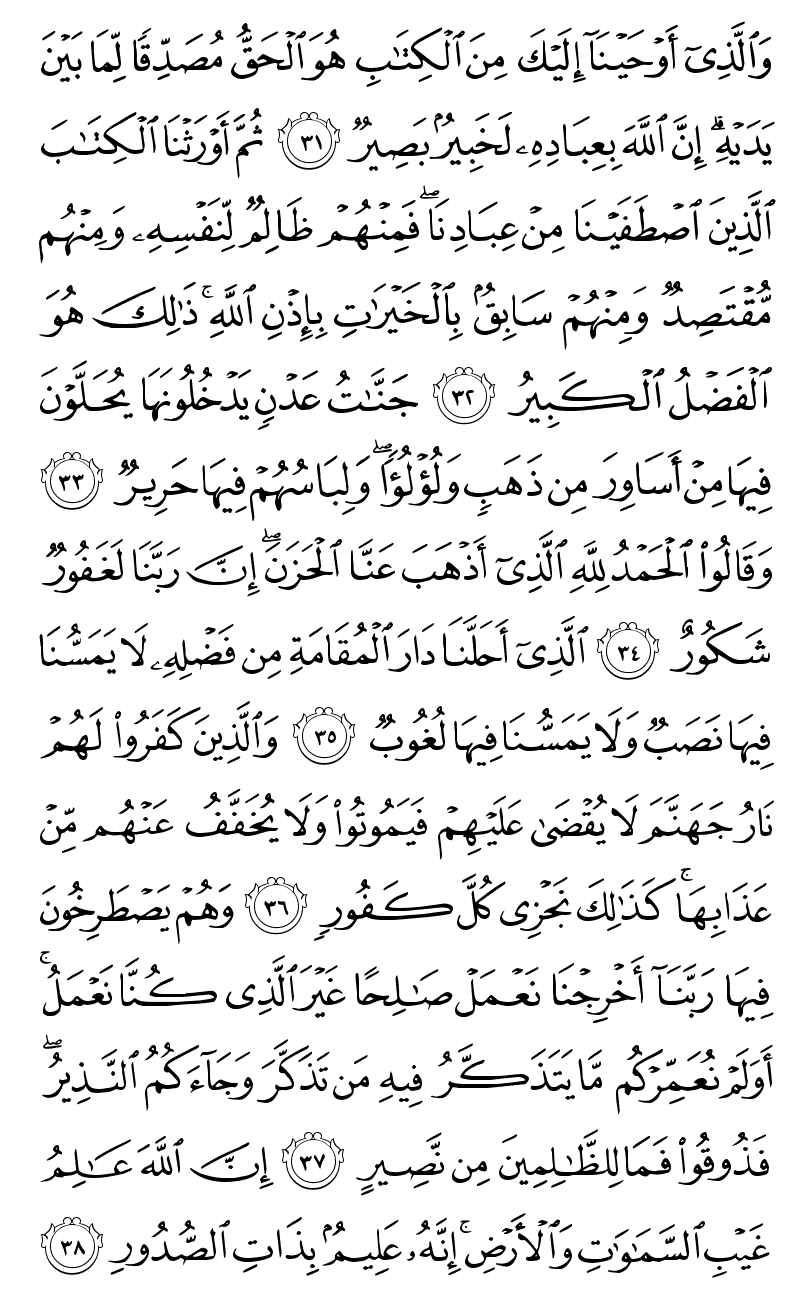 وَٱلَّذِىٓ أَوْحَيْنَآ إِلَيْكَ مِنَ ٱلْكِتَـٰبِ هُوَ ٱلْحَقُّ مُصَدِّقًا لِّمَا بَيْنَ
يَدَيْهِ ۗ إِنَّ ٱللَّهَ بِعِبَادِهِۦ لَخَبِيرٌۢ بَصِيرٌ ٣١ ثُمَّ أَوْرَثْنَا ٱلْكِتَـٰبَ
ٱلَّذِينَ ٱصْطَفَيْنَا مِنْ عِبَادِنَا ۖ فَمِنْهُمْ ظَالِمٌ لِّنَفْسِهِۦ وَمِنْهُم
مُّقْتَصِدٌ وَمِنْهُمْ سَابِقٌۢ بِٱلْخَيْرَٰتِ بِإِذْنِ ٱللَّهِ ۚ ذَٰلِكَ هُوَ
ٱلْفَضْلُ ٱلْكَبِيرُ ٣٢ جَنَّـٰتُ عَدْنٍ يَدْخُلُونَهَا يُحَلَّوْنَ
فِيهَا مِنْ أَسَاوِرَ مِن ذَهَبٍ وَلُؤْلُؤًا ۖ وَلِبَاسُهُمْ فِيهَا حَرِيرٌ ٣٣
وَقَالُوا۟ ٱلْحَمْدُ لِلَّهِ ٱلَّذِىٓ أَذْهَبَ عَنَّا ٱلْحَزَنَ ۖ إِنَّ رَبَّنَا لَغَفُورٌ
شَكُورٌ ٣٤ ٱلَّذِىٓ أَحَلَّنَا دَارَ ٱلْمُقَامَةِ مِن فَضْلِهِۦ لَا يَمَسُّنَا
فِيهَا نَصَبٌ وَلَا يَمَسُّنَا فِيهَا لُغُوبٌ ٣٥ وَٱلَّذِينَ كَفَرُوا۟ لَهُمْ
نَارُ جَهَنَّمَ لَا يُقْضَىٰ عَلَيْهِمْ فَيَمُوتُوا۟ وَلَا يُخَفَّفُ عَنْهُم مِّنْ
عَذَابِهَا ۚ كَذَٰلِكَ نَجْزِى كُلَّ كَفُورٍ ٣٦ وَهُمْ يَصْطَرِخُونَ
فِيهَا رَبَّنَآ أَخْرِجْنَا نَعْمَلْ صَـٰلِحًا غَيْرَ ٱلَّذِى كُنَّا نَعْمَلُ ۚ
أَوَلَمْ نُعَمِّرْكُم مَّا يَتَذَكَّرُ فِيهِ مَن تَذَكَّرَ وَجَآءَكُمُ ٱلنَّذِيرُ ۖ
فَذُوقُوا۟ فَمَا لِلظَّـٰلِمِينَ مِن نَّصِيرٍ ٣٧ إِنَّ ٱللَّهَ عَـٰلِمُ
غَيْبِ ٱلسَّمَـٰوَٰتِ وَٱلْأَرْضِ ۚ إِنَّهُۥ عَلِيمٌۢ بِذَاتِ ٱلصُّدُورِ ٣٨